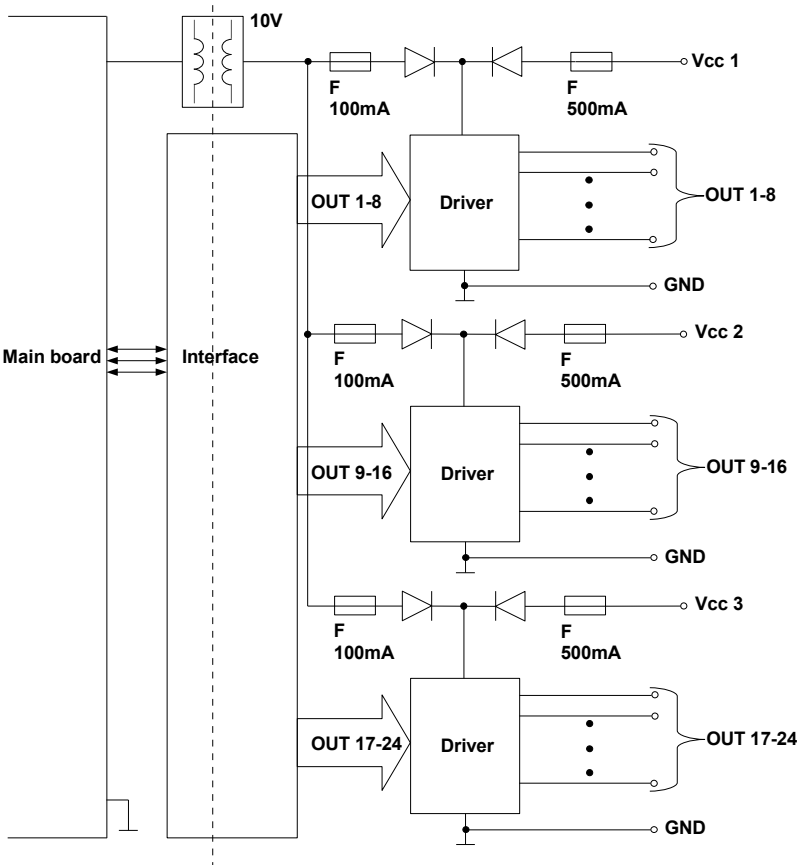 10V
F
100mA
F
500mA
Vcc 1
OUT 1-8
Driver
OUT 1-8
GND
Main board
Interface
F
100mA
F
500mA
Vcc 2
OUT 9-16
Driver
OUT 9-16
GND
F
100mA
F
500mA
Vcc 3
OUT 17-24
Driver
OUT 17-24
GND